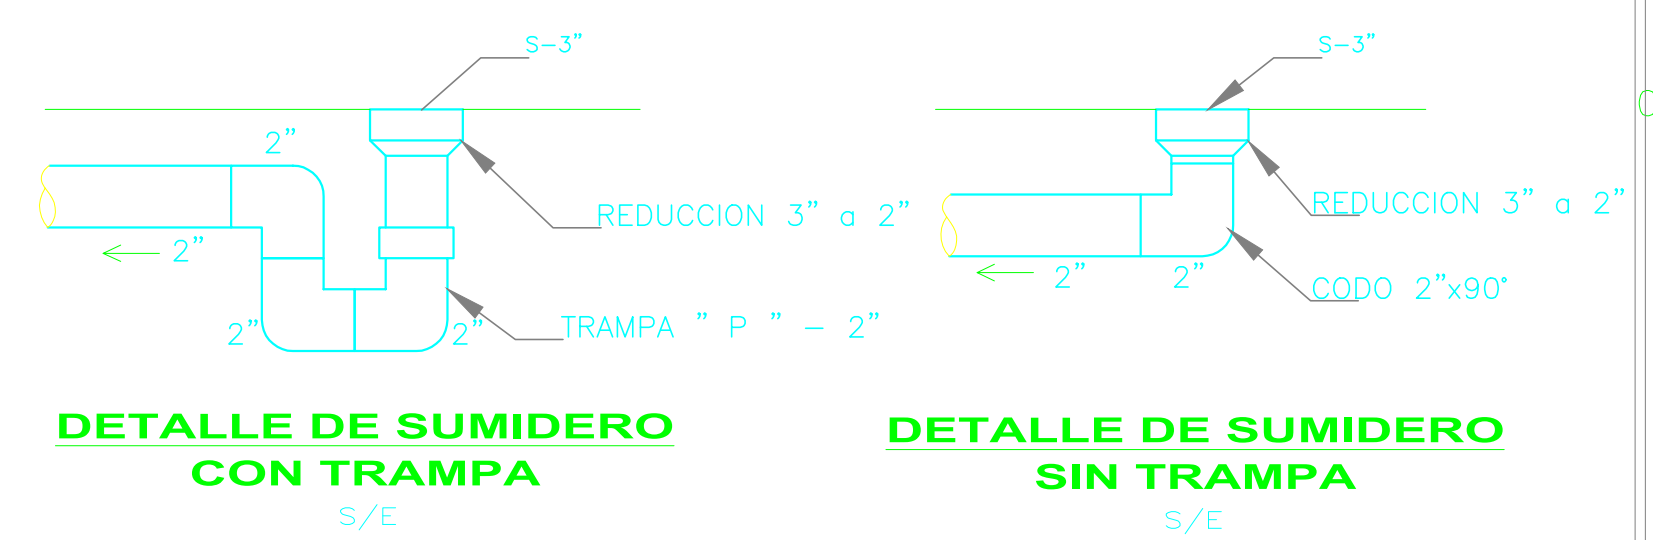 S-3”
2”
REDUCCION 3” a 2”
2”
2”
2”
TRAMPA ” P ” - 2”
DETALLE DE SUMIDERO
CON TRAMPA
S/E
S-3”
REDUCCION 3” a 2”
2”
2”
CODO 2”x90°
DETALLE DE SUMIDERO
SIN TRAMPA
S/E